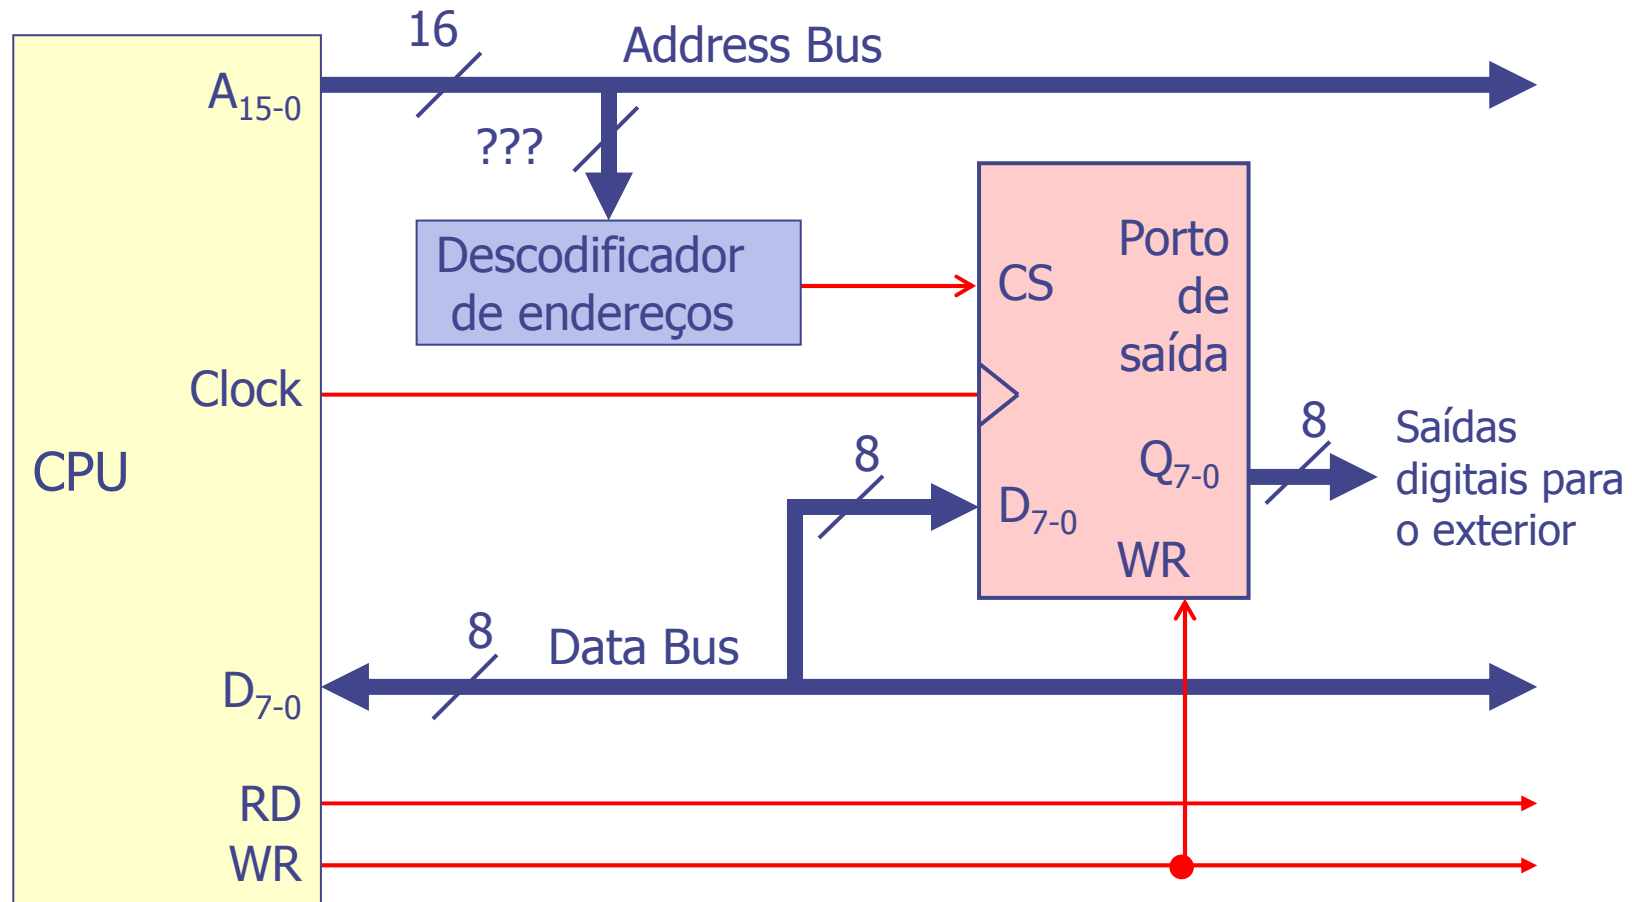 16
Address Bus
A15-0
???
Descodificador
de endereços
CS
Porto
de
saída
Clock
CPU
8
D7-0
Q7-0
WR
8
Saídas
digitais para
o exterior
8
Data Bus
D7-0
RD
WR